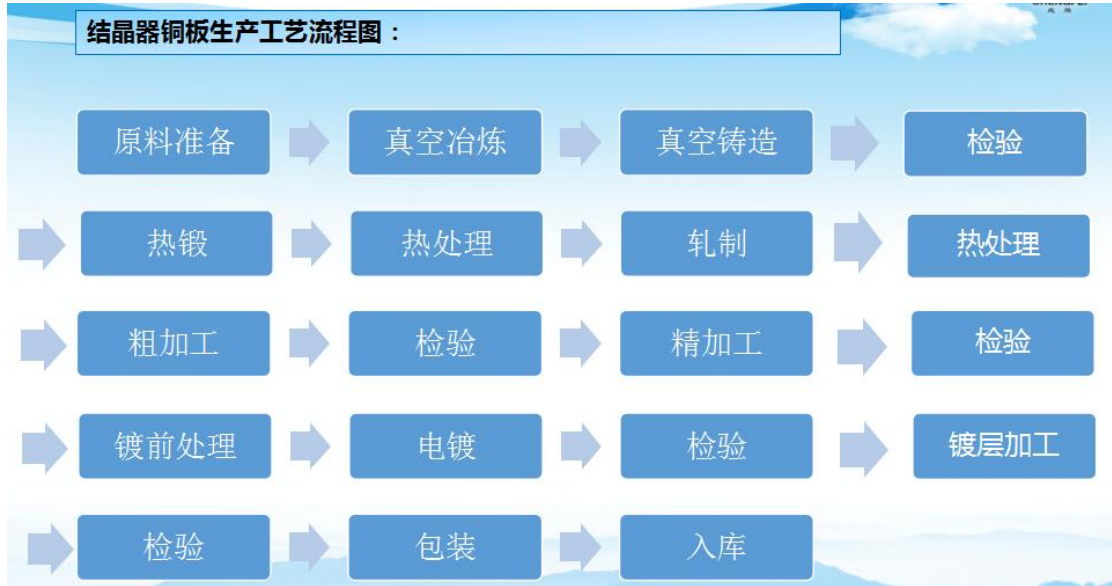 结晶器铜板生产工艺流程图：
原料准备
真空冶炼
真空铸造
检验
热锻
热处理
轧制
热处理
粗加工
检验
精加工
检验
镀前处理
电镀
检验
镀层加工
检验
包装
入库